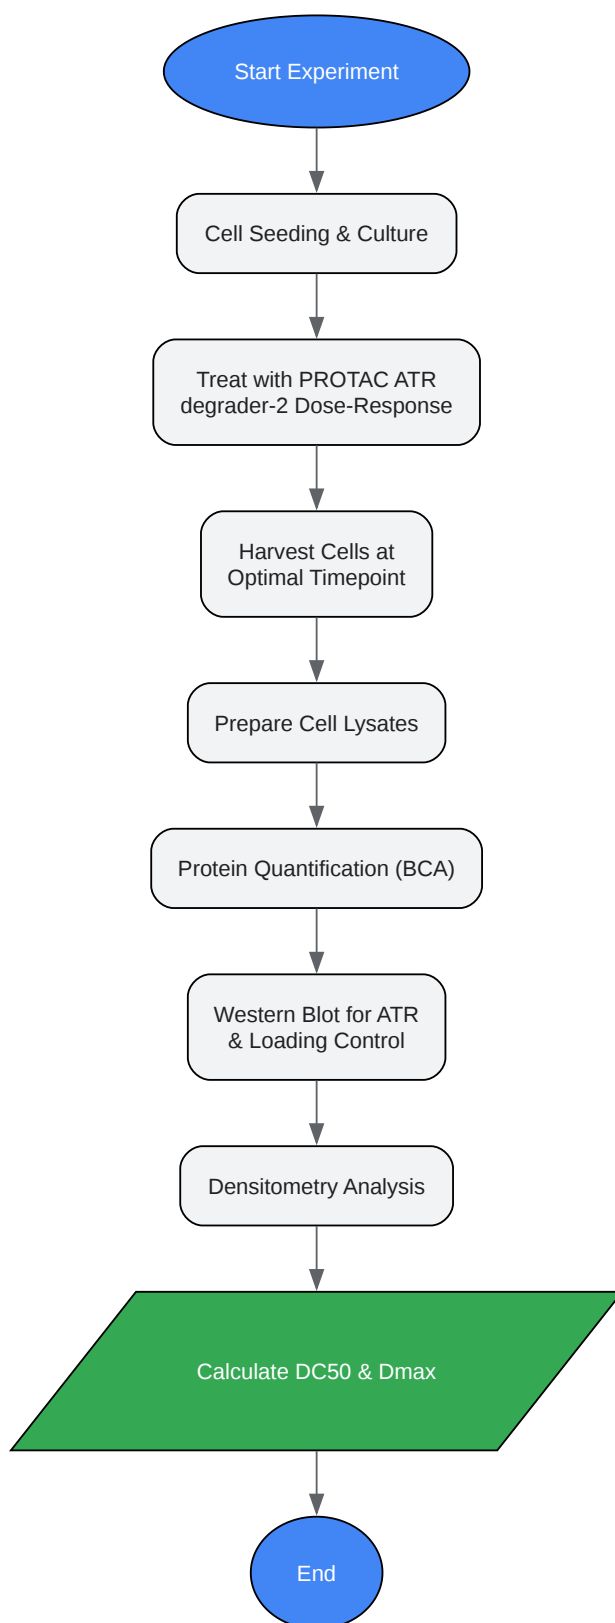 Start Experiment
Cell Seeding & Culture
Treat with PROTAC ATR
degrader-2 Dose-Response
Harvest Cells at
Optimal Timepoint
Prepare Cell Lysates
Protein Quantification (BCA)
Western Blot for ATR
& Loading Control
Densitometry Analysis
Calculate DC50 & Dmax
End